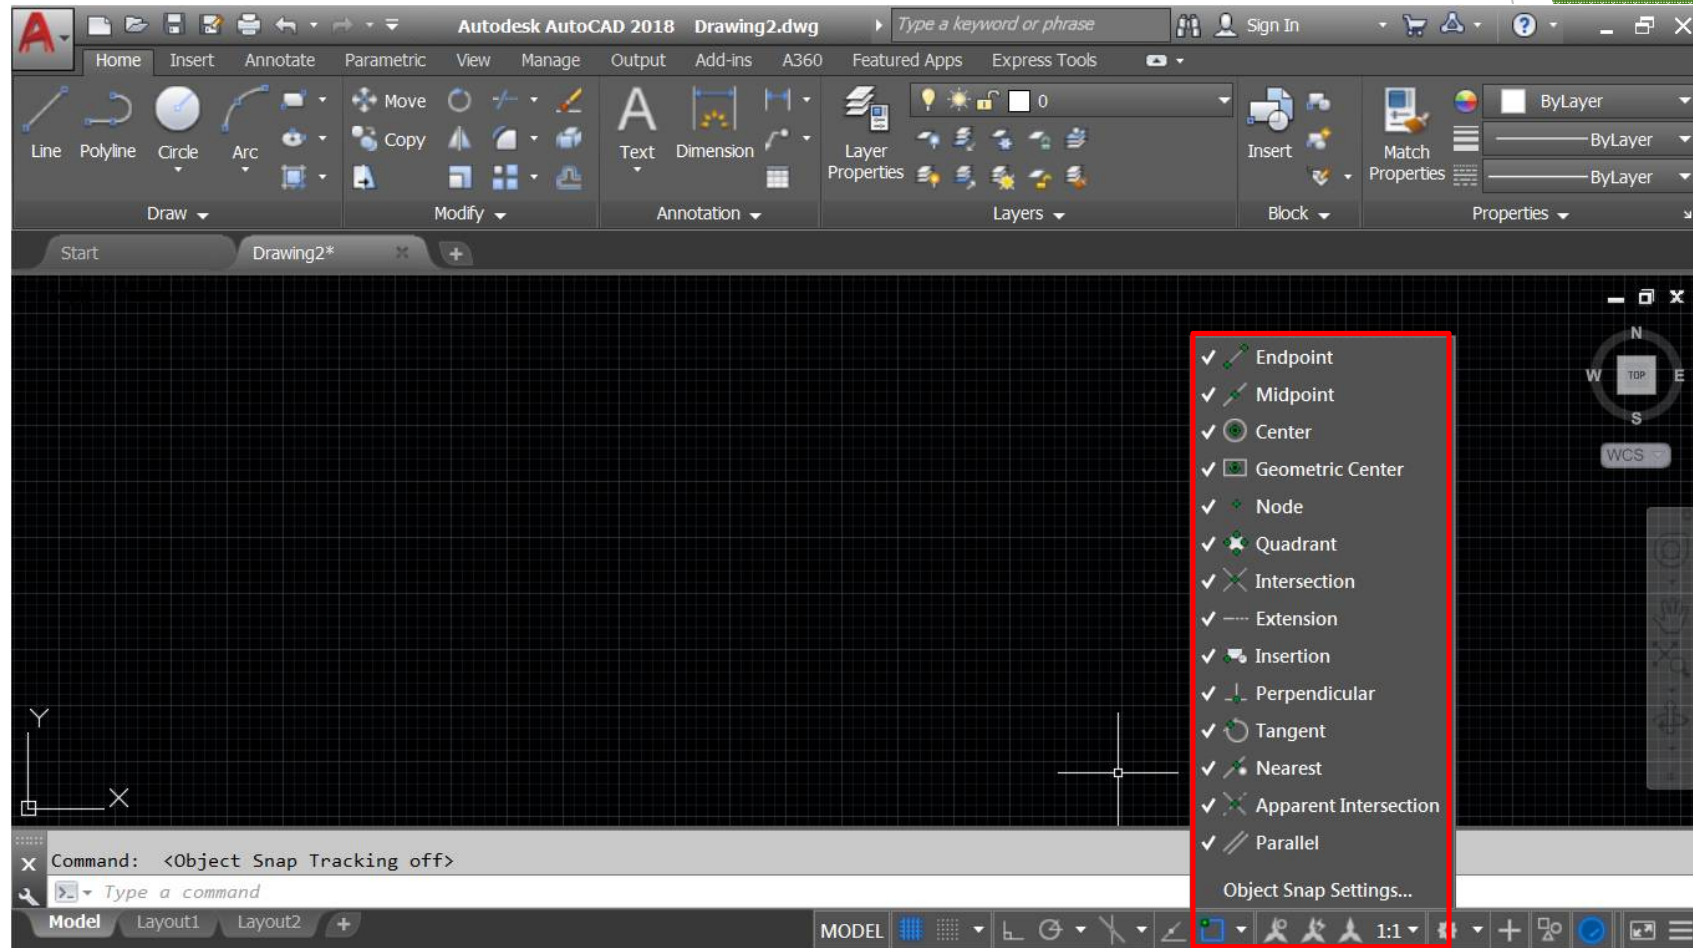 Autodesk AutoCAD 2018 Drawing2.dwg Type a keyword or phrase Sign In
Home Insert Annotate Parametric View Manage Output Add-ins A360 Featured Apps Express Tools
Line Polyline Circle Arc
Move
Copy
Text Dimension
Layer Properties
0
Insert
Match Properties
ByLayer
ByLayer
ByLayer
Draw Modify Annotation Layers Block Properties
Start Drawing2*
N
W TOP E
S
WCS
Endpoint
Midpoint
Center
Geometric Center
Node
Quadrant
Intersection
Extension
Insertion
Perpendicular
Tangent
Nearest
Apparent Intersection
Parallel
Object Snap Settings...
Y
X
Command: <Object Snap Tracking off>
Type a command
Model Layout1 Layout2 +
MODEL 1:1